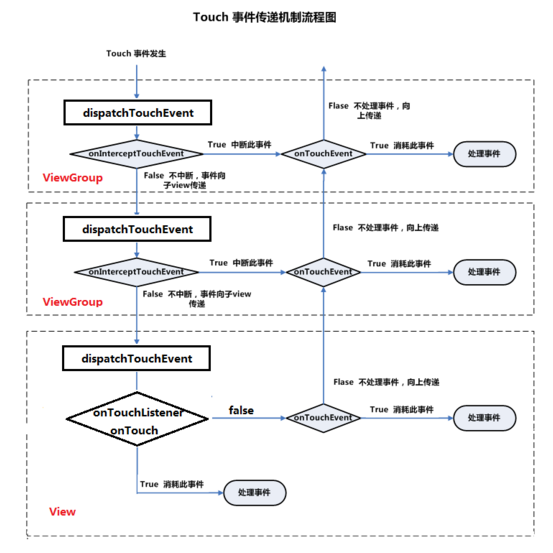 Touch 事件传递机制流程图
Touch 事件发生
Flase 不处理事件，向
上传递
dispatchTouchEvent
onInterceptTouchEvent
True 中断此事件
onTouchEvent
True 消耗此事件
处理事件
ViewGroup
False 不中断，事件向
子view传递
dispatchTouchEvent
Flase 不处理事件，向上传递
onInterceptTouchEvent
True 中断此事件
onTouchEvent
True 消耗此事件
处理事件
ViewGroup
False 不中断，事件向子view
传递
dispatchTouchEvent
Flase 不处理事件，向上传递
onTouchListener
onTouch
false
onTouchEvent
True 消耗此事件
处理事件
True 消耗此事件
处理事件
View